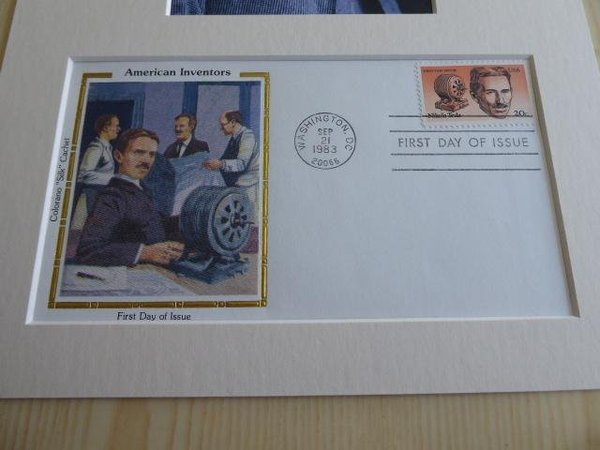 American Inventors
Colorano "Silk" Cachet
First Day of Issue
WASHINGTON, DC
SEP
21
1983
20066
USA
Nikola Tesla
20c
FIRST DAY OF ISSUE